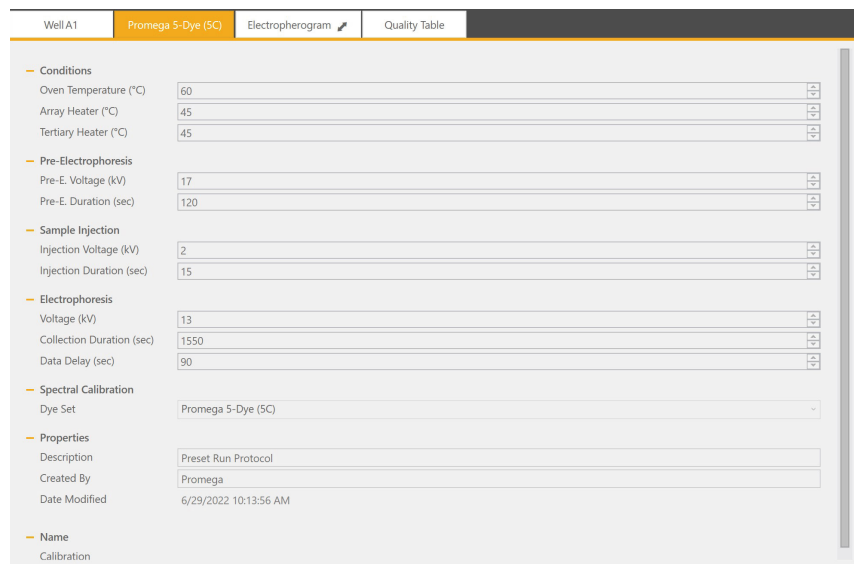 Well A1
Promega 5-Dye (5C)
Electropherogram
Quality Table
Conditions
Oven Temperature (°C) 60
Array Heater (°C) 45
Tertiary Heater (°C) 45
Pre-Electrophoresis
Pre-E. Voltage (kV) 17
Pre-E. Duration (sec) 120
Sample Injection
Injection Voltage (kV) 2
Injection Duration (sec) 15
Electrophoresis
Voltage (kV) 13
Collection Duration (sec) 1550
Data Delay (sec) 90
Spectral Calibration
Dye Set Promega 5-Dye (5C)
Properties
Description Preset Run Protocol
Created By Promega
Date Modified 6/29/2022 10:13:56 AM
Name
Calibration